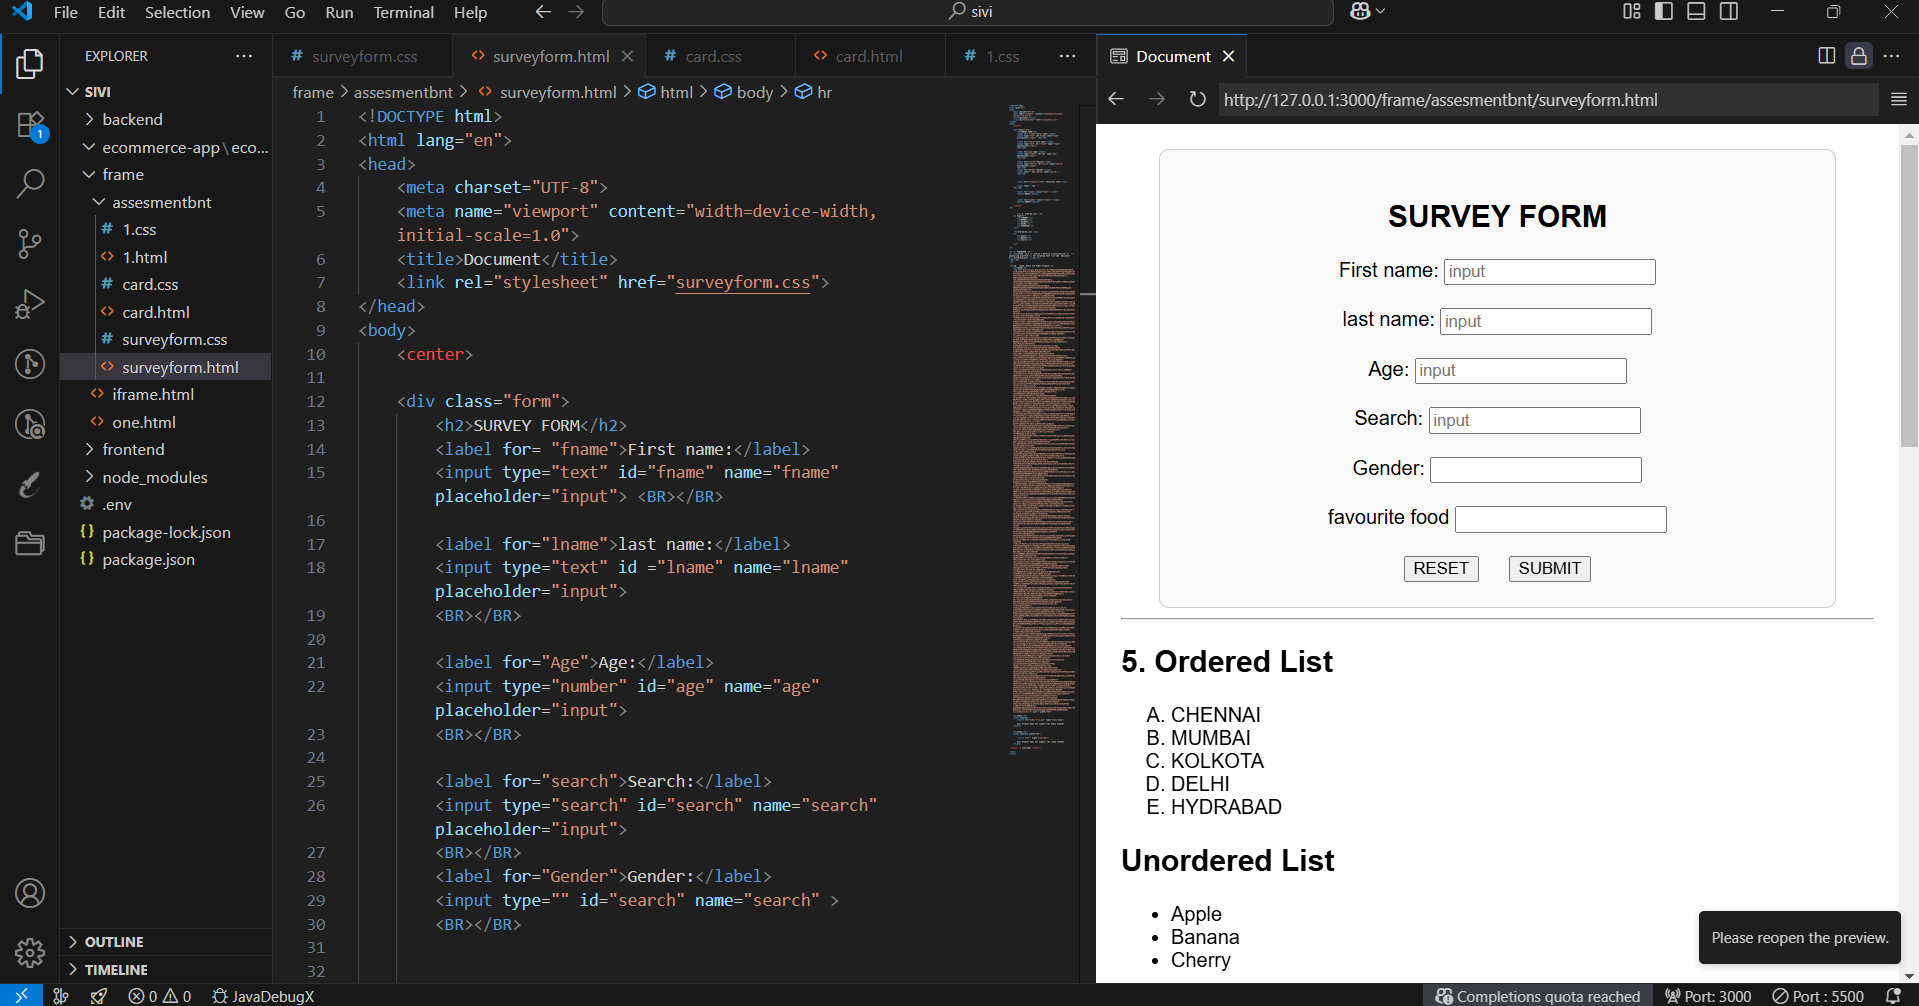 File Edit Selection View Go Run Terminal Help
sivi
EXPLORER
SIVI
backend
ecommerce-app\eco...
frame
assesmentbnt
# 1.css
<> 1.html
# card.css
<> card.html
# surveyform.css
<> surveyform.html
<> iframe.html
<> one.html
frontend
node_modules
.env
{} package-lock.json
{} package.json
OUTLINE
TIMELINE
1
# surveyform.css
<> surveyform.html
# card.css
<> card.html
# 1.css
frame > assesmentbnt > <> surveyform.html > html > body > hr
1 <!DOCTYPE html>
2 <html lang="en">
3 <head>
4 <meta charset="UTF-8">
5 <meta name="viewport" content="width=device-width,
initial-scale=1.0">
6 <title>Document</title>
7 <link rel="stylesheet" href="surveyform.css">
8 </head>
9 <body>
10 <center>
11
12 <div class="form">
13 <h2>SURVEY FORM</h2>
14 <label for= "fname">First name:</label>
15 <input type="text" id="fname" name="fname"
placeholder="input"> <BR></BR>
16
17 <label for="lname">last name:</label>
18 <input type="text" id ="lname" name="lname"
placeholder="input">
19 <BR></BR>
20
21 <label for="Age">Age:</label>
22 <input type="number" id="age" name="age"
placeholder="input">
23 <BR></BR>
24
25 <label for="search">Search:</label>
26 <input type="search" id="search" name="search"
placeholder="input">
27 <BR></BR>
28 <label for="Gender">Gender:</label>
29 <input type="" id="search" name="search" >
30 <BR></BR>
31
32
Document
http://127.0.0.1:3000/frame/assesmentbnt/surveyform.html
SURVEY FORM
First name: input
last name: input
Age: input
Search: input
Gender:
favourite food
RESET SUBMIT
5. Ordered List
A. CHENNAI
B. MUMBAI
C. KOLKOTA
D. DELHI
E. HYDRABAD
Unordered List
• Apple
• Banana
• Cherry
Please reopen the preview.
0 0 JavaDebugX
Completions quota reached Port: 3000 Port : 5500